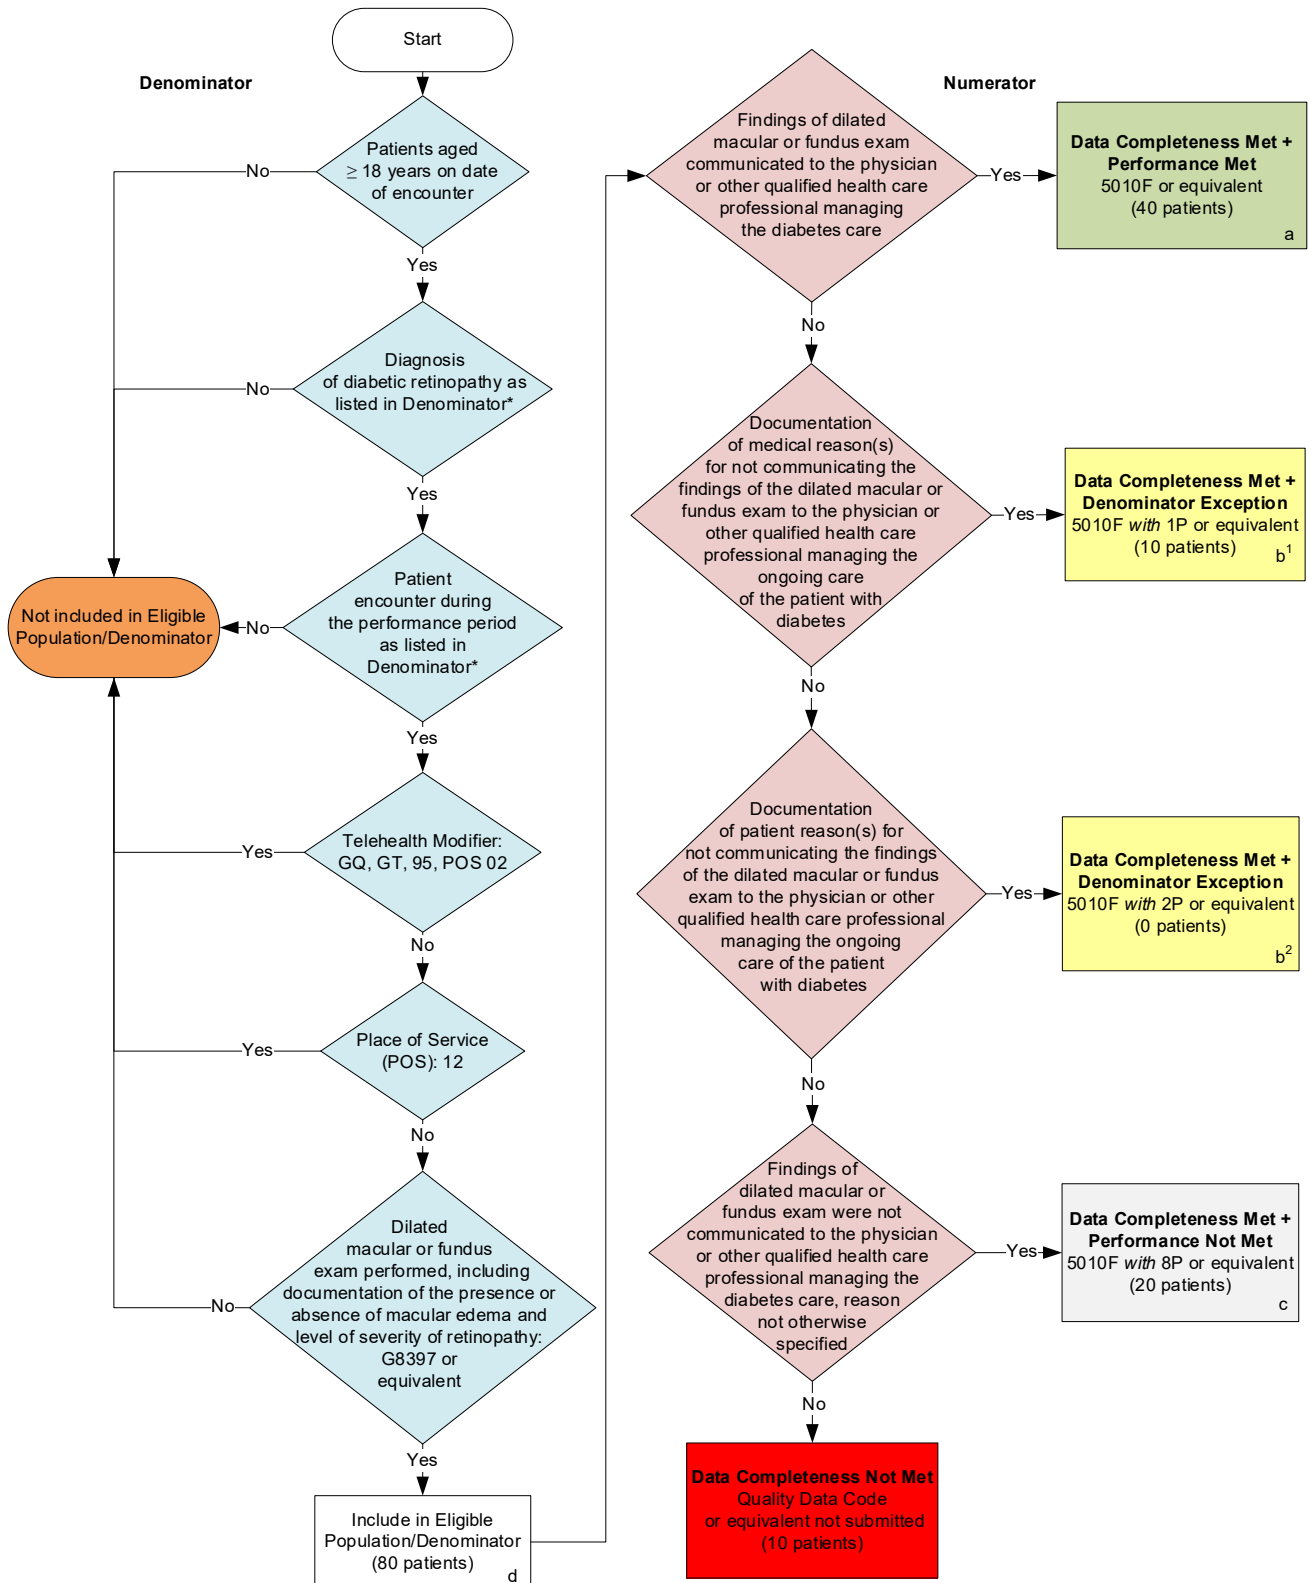 Start
Denominator
Patients aged
≥ 18 years on date
of encounter
No
Yes
Diagnosis
of diabetic retinopathy as
listed in Denominator*
No
Yes
Patient
encounter during
the performance period
as listed in
Denominator*
No
Not included in Eligible
Population/Denominator
Yes
Telehealth Modifier:
GQ, GT, 95, POS 02
Yes
No
Place of Service
(POS): 12
Yes
No
Dilated
macular or fundus
exam performed, including
documentation of the presence or
absence of macular edema and
level of severity of retinopathy:
G8397 or
equivalent
No
Yes
Include in Eligible
Population/Denominator
(80 patients)
d
Numerator
Findings of dilated
macular or fundus exam
communicated to the physician
or other qualified health care
professional managing
the diabetes care
Yes
Data Completeness Met +
Performance Met
5010F or equivalent
(40 patients)
a
No
Documentation
of medical reason(s)
for not communicating the
findings of the dilated macular or
fundus exam to the physician or
other qualified health care
professional managing the
ongoing care
of the patient with
diabetes
Yes
Data Completeness Met +
Denominator Exception
5010F with 1P or equivalent
(10 patients)
b¹
No
Documentation
of patient reason(s) for
not communicating the findings
of the dilated macular or fundus
exam to the physician or other
qualified health care professional
managing the ongoing
care of the patient
with diabetes
Yes
Data Completeness Met +
Denominator Exception
5010F with 2P or equivalent
(0 patients)
b²
No
Findings of
dilated macular or
fundus exam were not
communicated to the physician
or other qualified health care
professional managing the
diabetes care, reason
not otherwise
specified
Yes
Data Completeness Met +
Performance Not Met
5010F with 8P or equivalent
(20 patients)
c
No
Data Completeness Not Met
Quality Data Code
or equivalent not submitted
(10 patients)